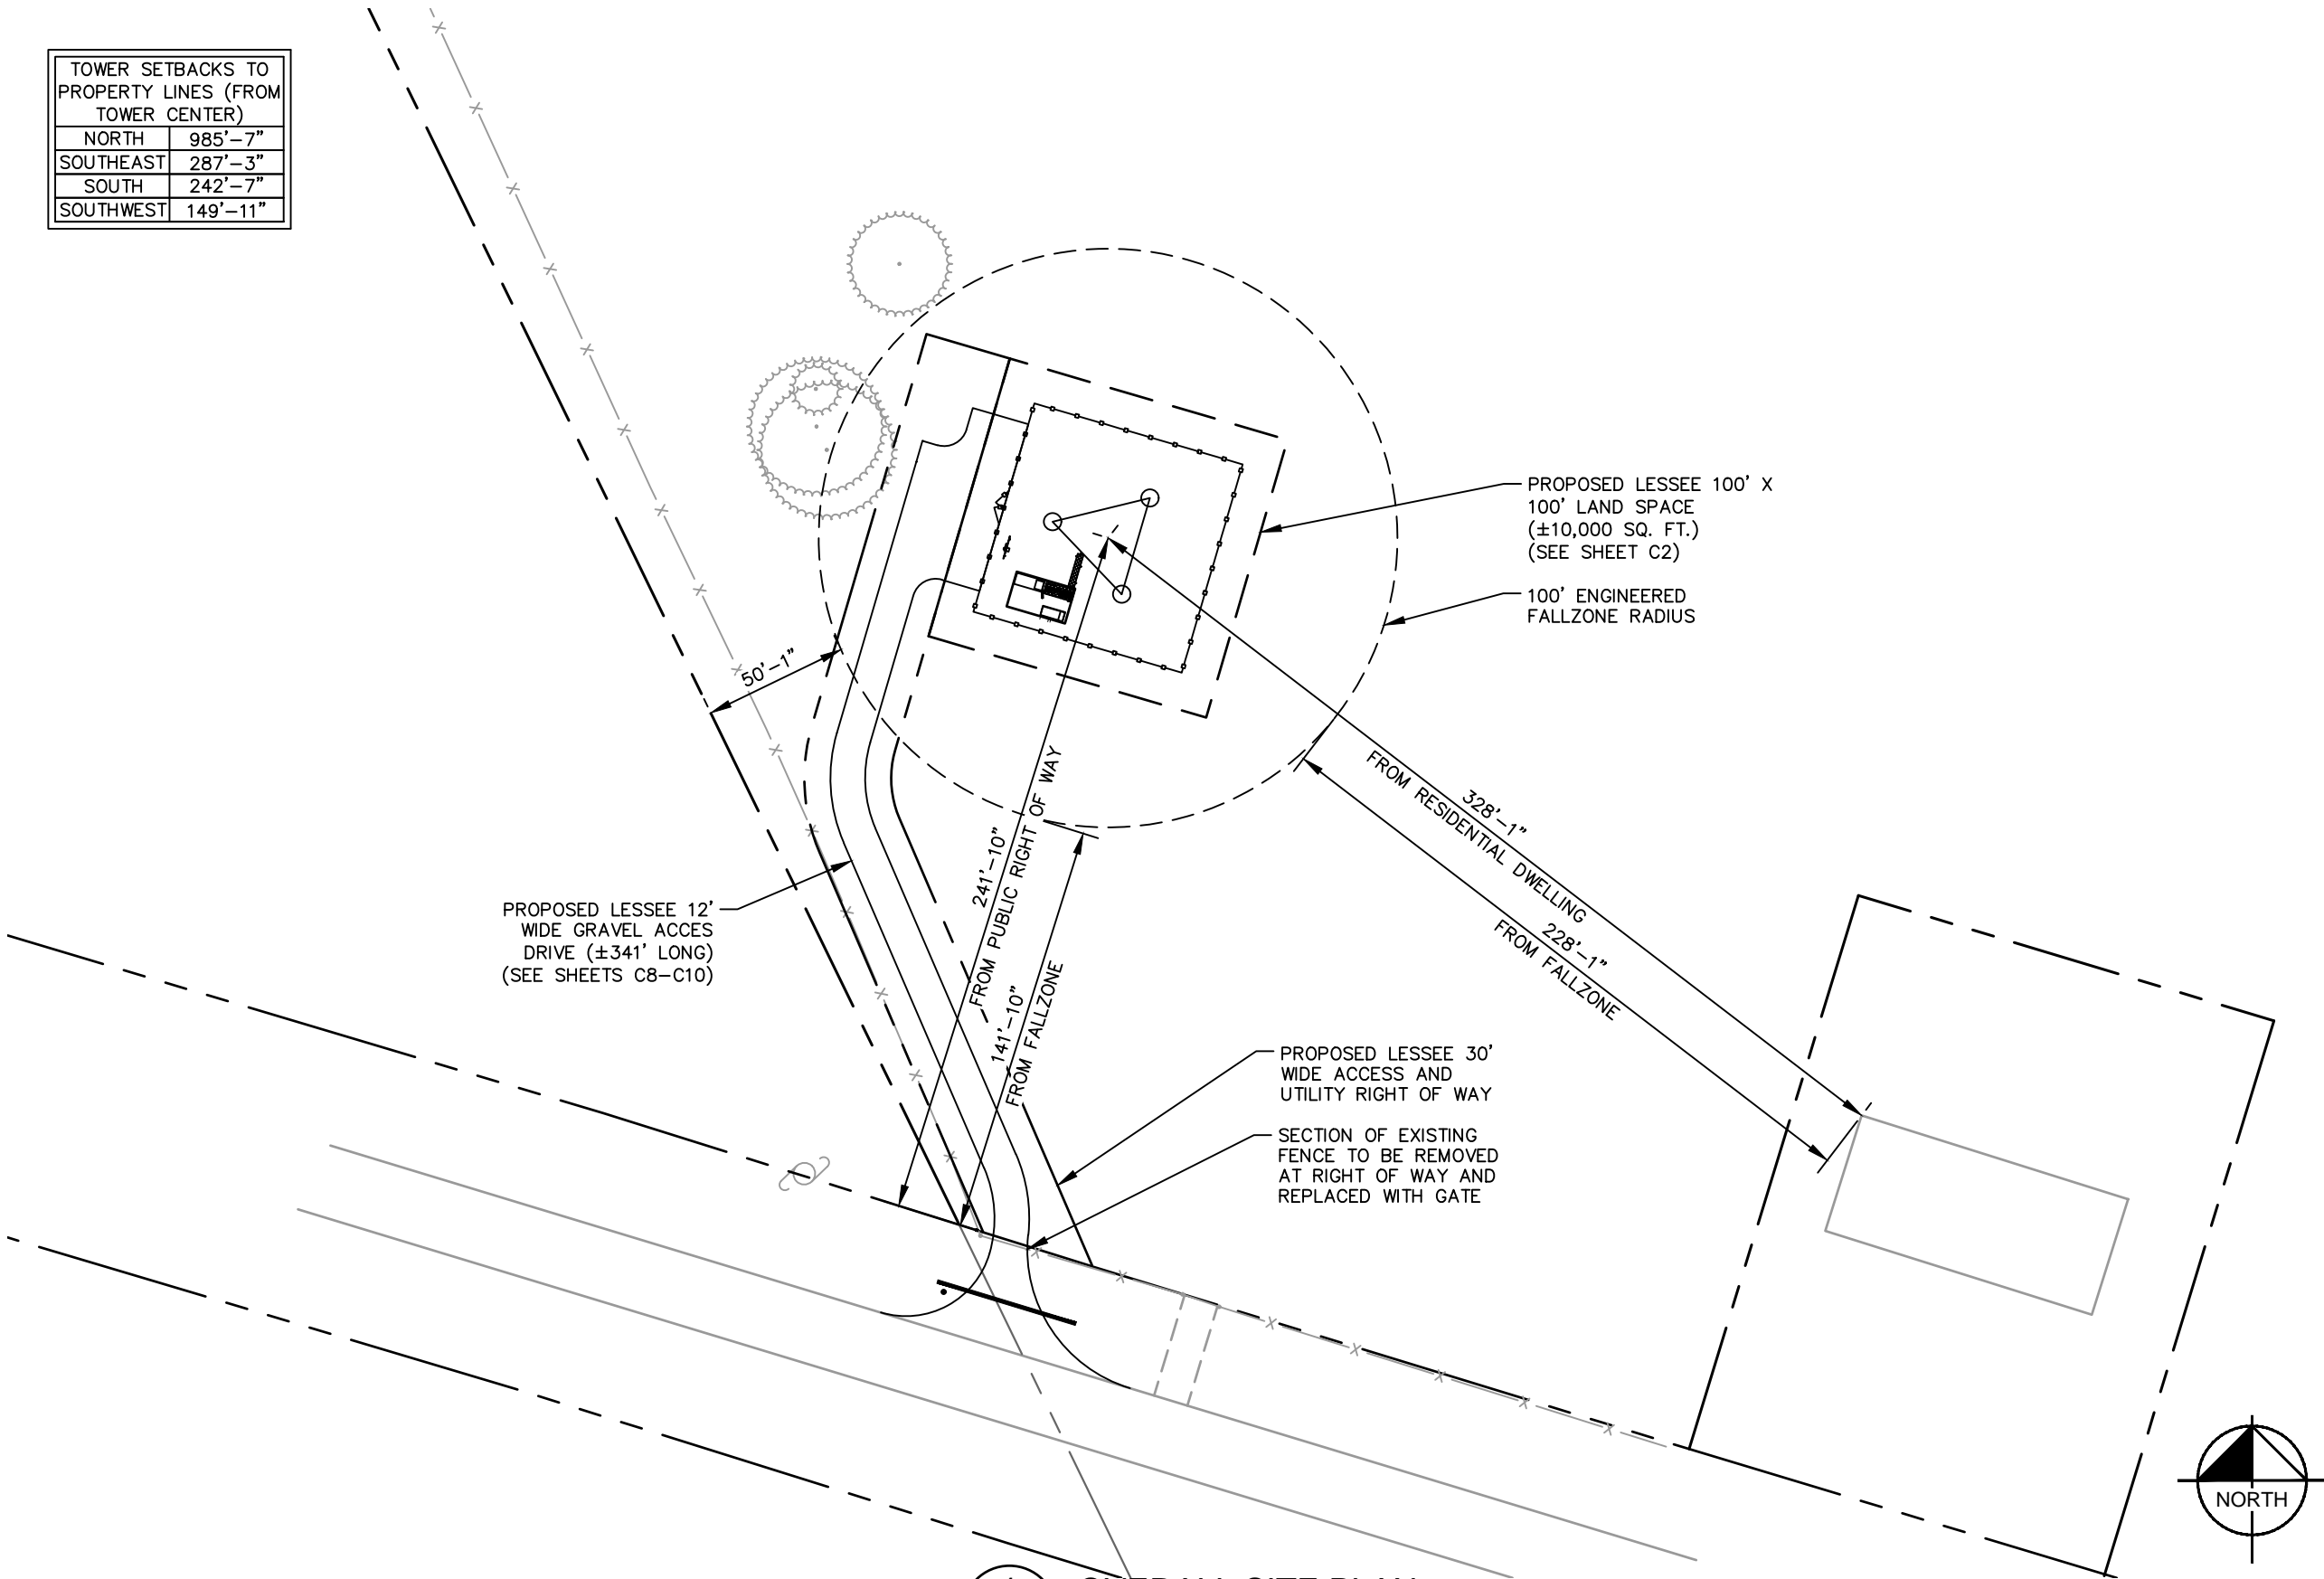 TOWER SETBACKS TO
PROPERTY LINES (FROM
TOWER CENTER)
NORTH 985'-7"
SOUTHEAST 287'-3"
SOUTH 242'-7"
SOUTHWEST 149'-11"
PROPOSED LESSEE 100' X
100' LAND SPACE
(±10,000 SQ. FT.)
(SEE SHEET C2)
100' ENGINEERED
FALLZONE RADIUS
50'-1"
328'-1"
FROM RESIDENTIAL DWELLING
228'-1"
FROM FALLZONE
241'-10"
FROM PUBLIC RIGHT OF WAY
141'-10"
FROM FALLZONE
PROPOSED LESSEE 12'
WIDE GRAVEL ACCES
DRIVE (±341' LONG)
(SEE SHEETS C8-C10)
PROPOSED LESSEE 30'
WIDE ACCESS AND
UTILITY RIGHT OF WAY
SECTION OF EXISTING
FENCE TO BE REMOVED
AT RIGHT OF WAY AND
REPLACED WITH GATE
NORTH